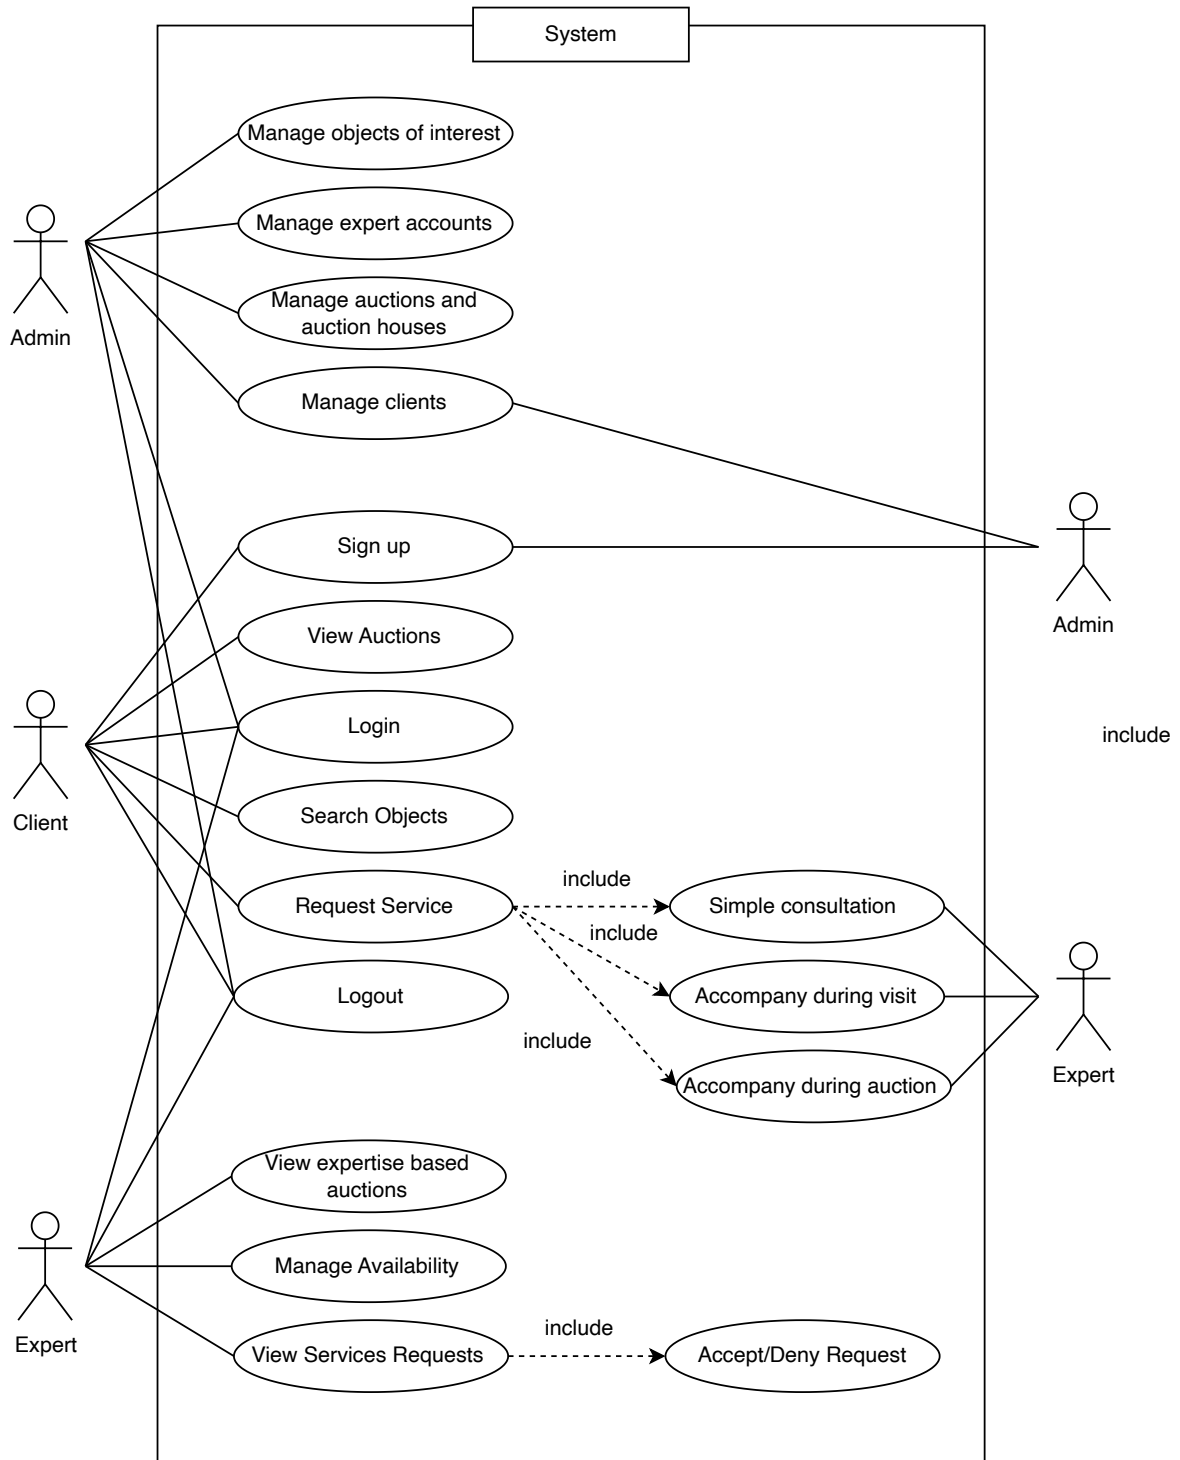 System
Manage objects of interest
Manage expert accounts
Manage auctions and
auction houses
Admin
Manage clients
Sign up
Admin
View Auctions
Login
include
Client
Search Objects
include
Request Service
Simple consultation
include
Logout
Accompany during visit
include
Accompany during auction
Expert
View expertise based
auctions
Manage Availability
include
Expert
View Services Requests
Accept/Deny Request